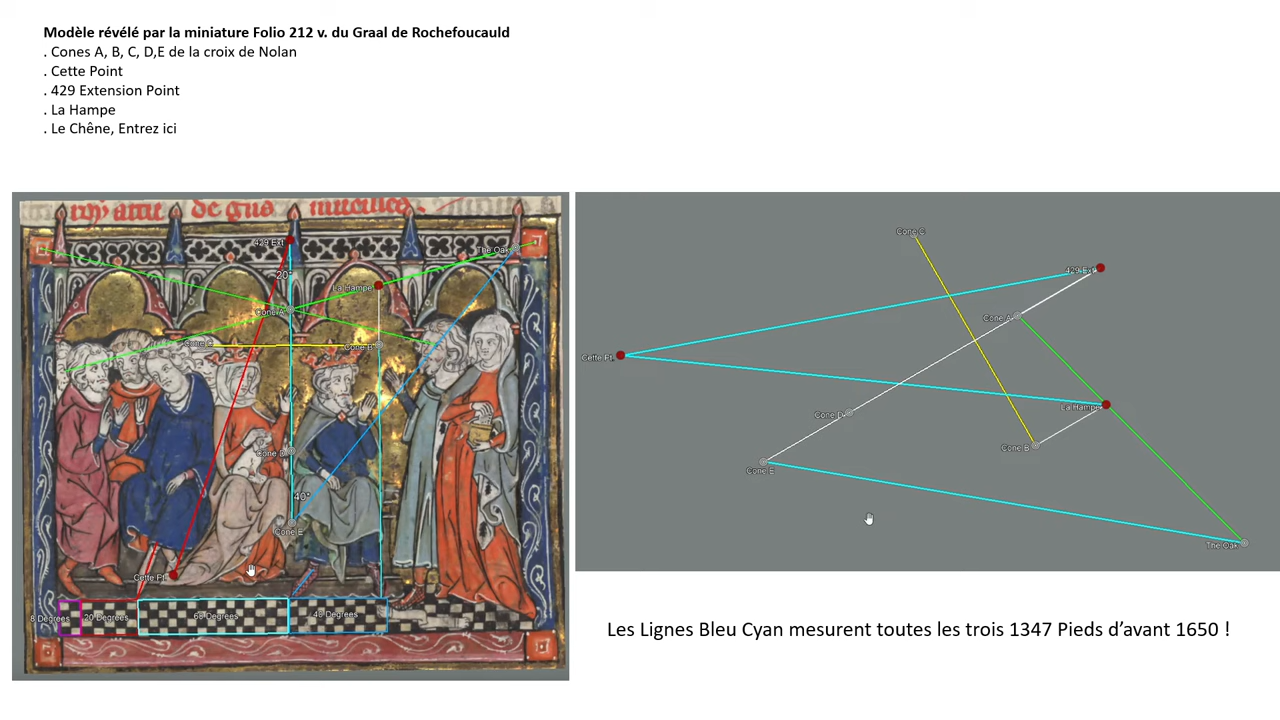 Modèle révélé par la miniature Folio 212 v. du Graal de Rochefoucauld
. Cones A, B, C, D,E de la croix de Nolan
. Cette Point
. 429 Extension Point
. La Hampe
. Le Chêne, Entrez ici
de
429 Ext
The Oak
20°
La Hampe
Cone A
Cone C
Cone B
Cone D
40°
Cone E
Cette Pt.
8 Degrees
20 Degrees
40 Degrees
Cone C
429 Ext
Cone A
Cette Pt.
La Hampe
Cone D
Cone B
Cone E
The Oak
Les Lignes Bleu Cyan mesurent toutes les trois 1347 Pieds d’avant 1650 !